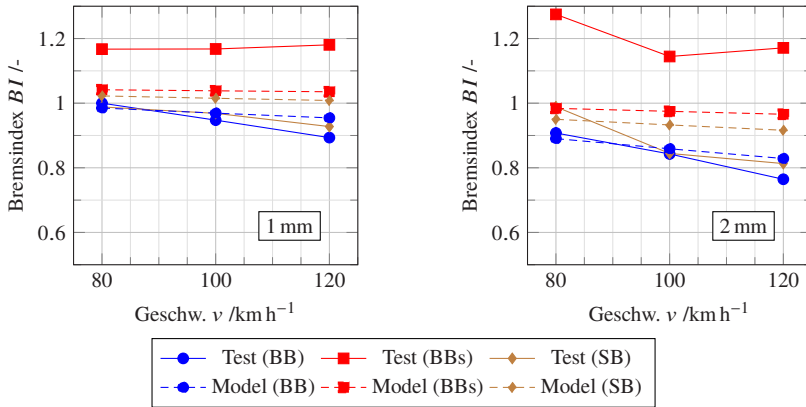 1.2
1
0.8
0.6
Bremsindex BI /-
1 mm
80 100 120
Geschw. v /km h⁻¹
1.2
1
0.8
0.6
Bremsindex BI /-
2 mm
80 100 120
Geschw. v /km h⁻¹
Test (BB) Test (BBs) Test (SB)
Model (BB) Model (BBs) Model (SB)